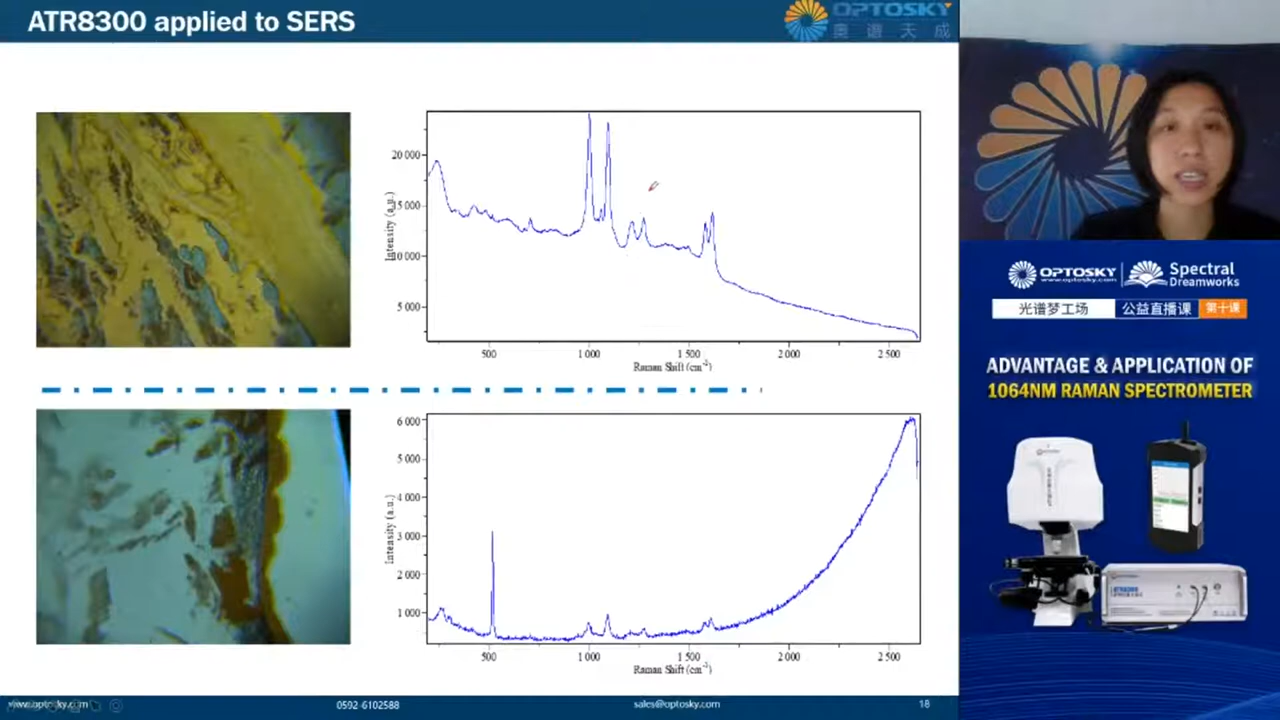 ATR8300 applied to SERS
OPTOSKY
奥谱天成
Intensity (a.u.)
20 000
15 000
10 000
5 000
500
1 000
1 500
2 000
2 500
Raman Shift (cm⁻¹)
Intensity (a.u.)
6 000
5 000
4 000
3 000
2 000
1 000
500
1 000
1 500
2 000
2 500
Raman Shift (cm⁻¹)
www.optosky.com
0592-6102588
sales@optosky.com
18
OPTOSKY
www.optosky.com
Spectral
Dreamworks
光谱梦工场 公益直播课 第十课
ADVANTAGE & APPLICATION OF
1064NM RAMAN SPECTROMETER